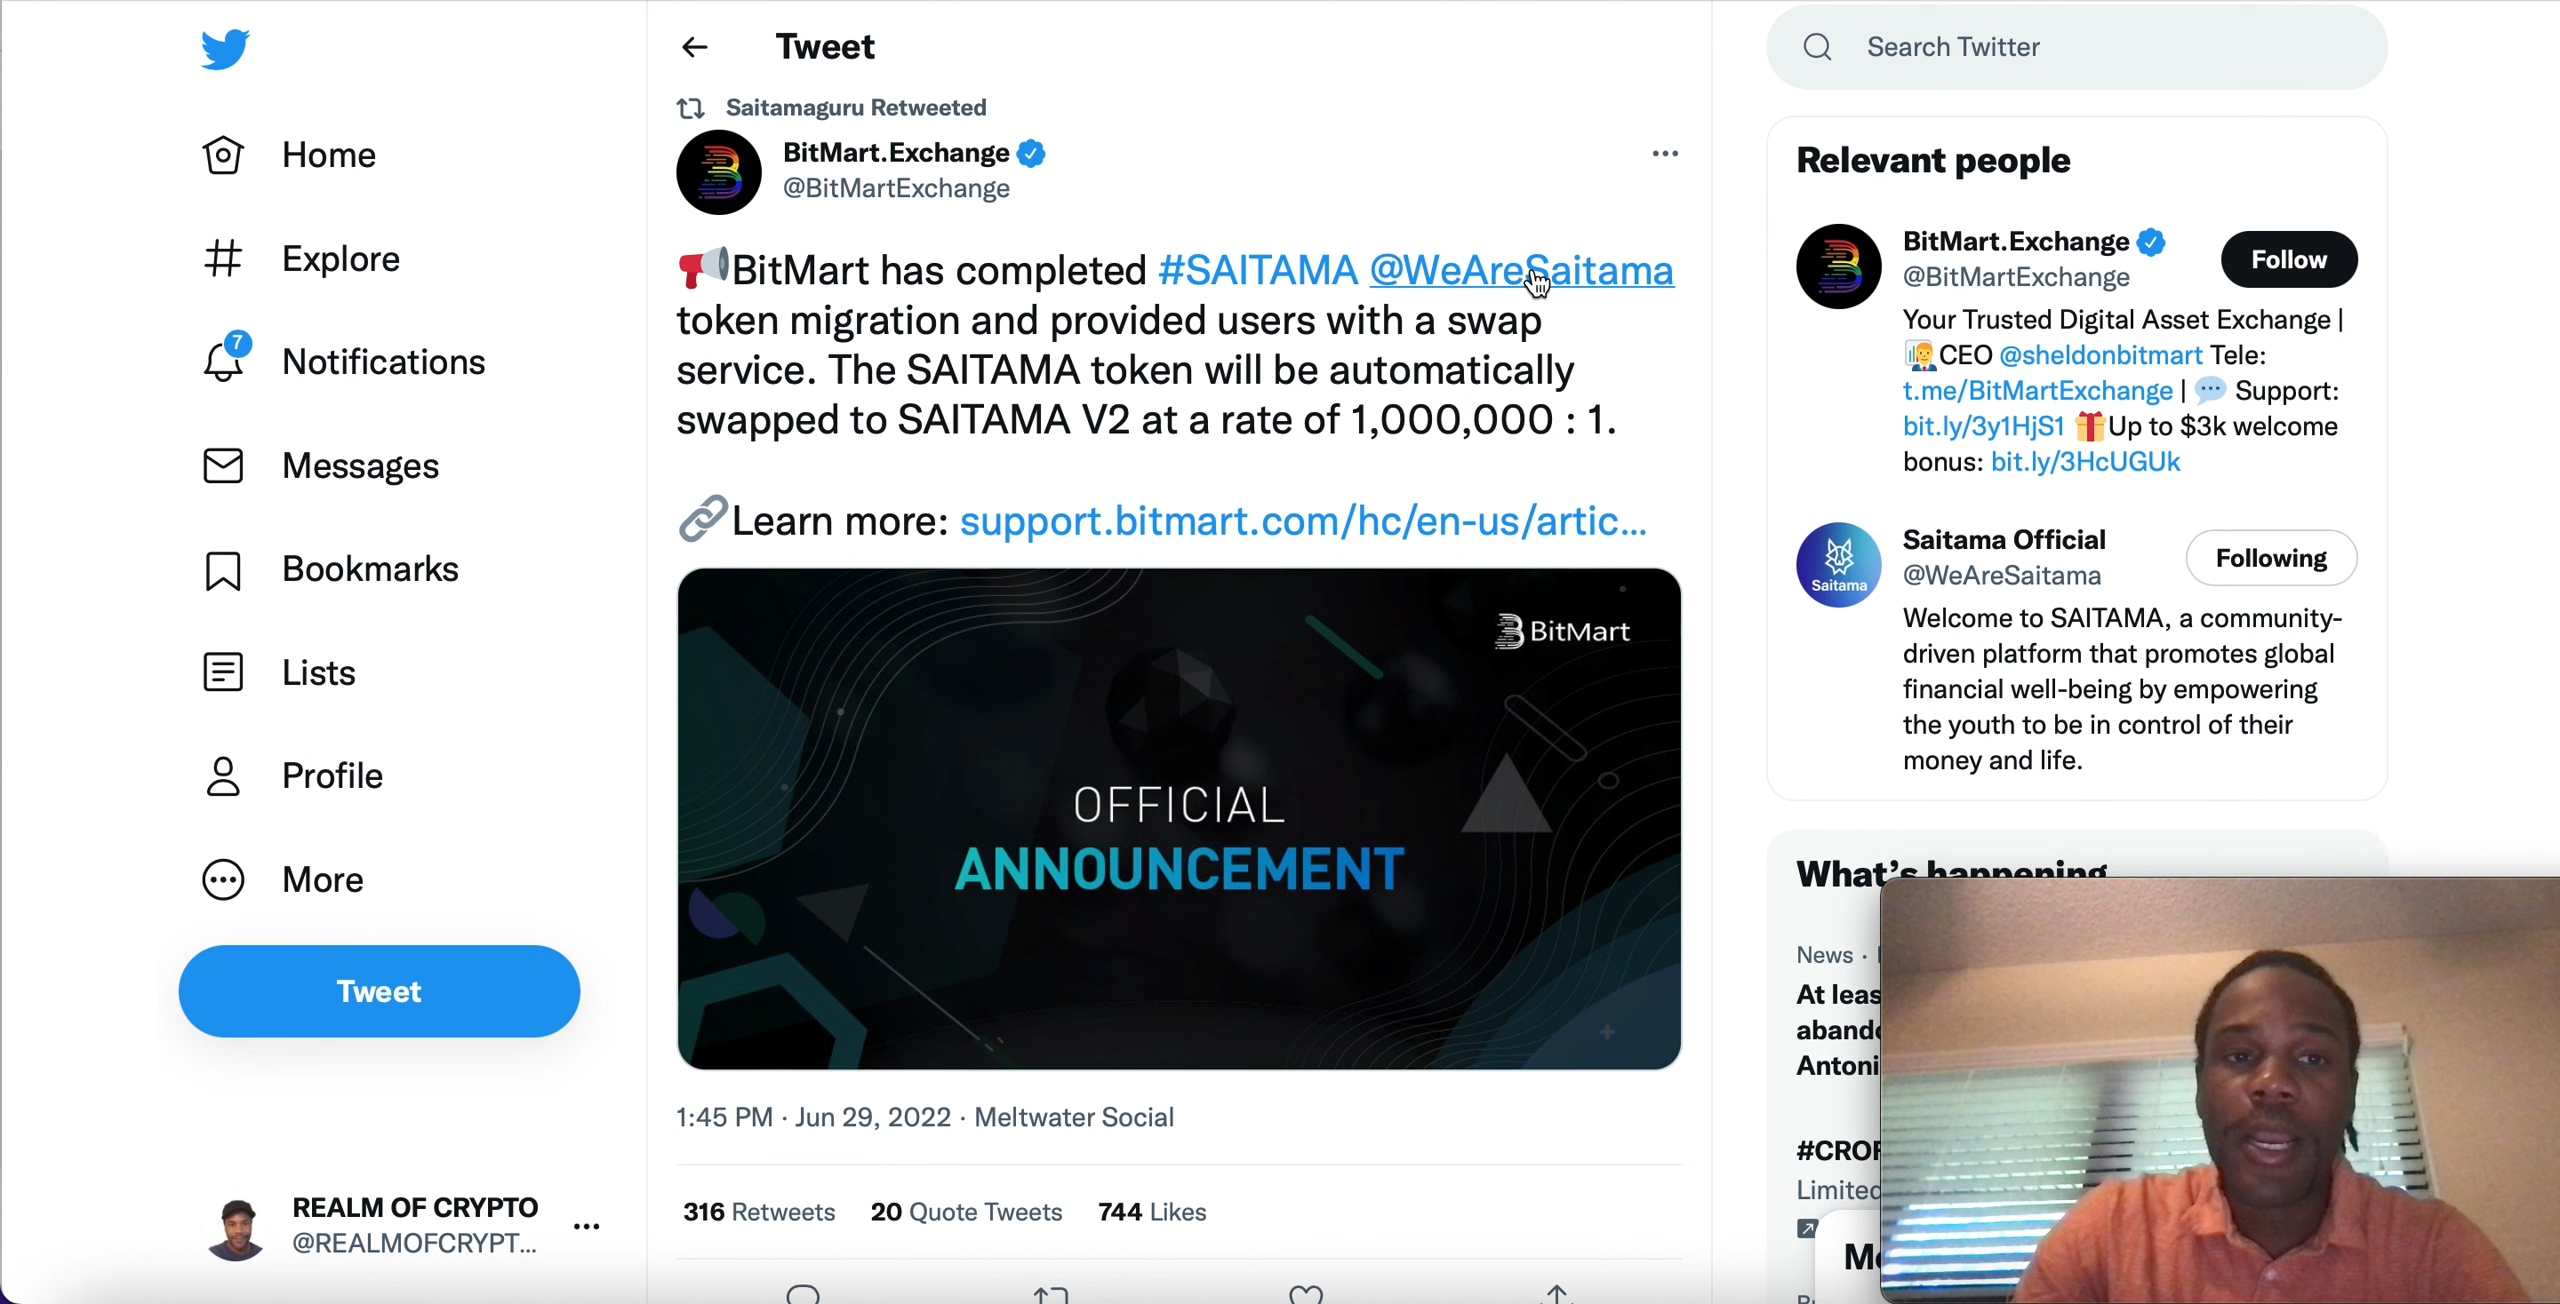 Tweet
Search Twitter
Saitamaguru Retweeted
BitMart.Exchange
@BitMartExchange
Home
Explore
7
Notifications
Messages
Bookmarks
Lists
Profile
More
Tweet
REALM OF CRYPTO
@REALMOFCRYPT...
BitMart has completed #SAITAMA @WeAreSaitama
token migration and provided users with a swap
service. The SAITAMA token will be automatically
swapped to SAITAMA V2 at a rate of 1,000,000 : 1.
Learn more: support.bitmart.com/hc/en-us/artic...
BitMart
OFFICIAL
ANNOUNCEMENT
1:45 PM · Jun 29, 2022 · Meltwater Social
316 Retweets 20 Quote Tweets 744 Likes
Relevant people
BitMart.Exchange
@BitMartExchange
Follow
Your Trusted Digital Asset Exchange |
CEO @sheldonbitmart Tele:
t.me/BitMartExchange | Support:
bit.ly/3y1HjS1 Up to $3k welcome
bonus: bit.ly/3HcUGUk
Saitama
Saitama Official
@WeAreSaitama
Following
Welcome to SAITAMA, a community-
driven platform that promotes global
financial well-being by empowering
the youth to be in control of their
money and life.
What's happening
News ·
At leas
aband
Antoni
#CRO
Limited